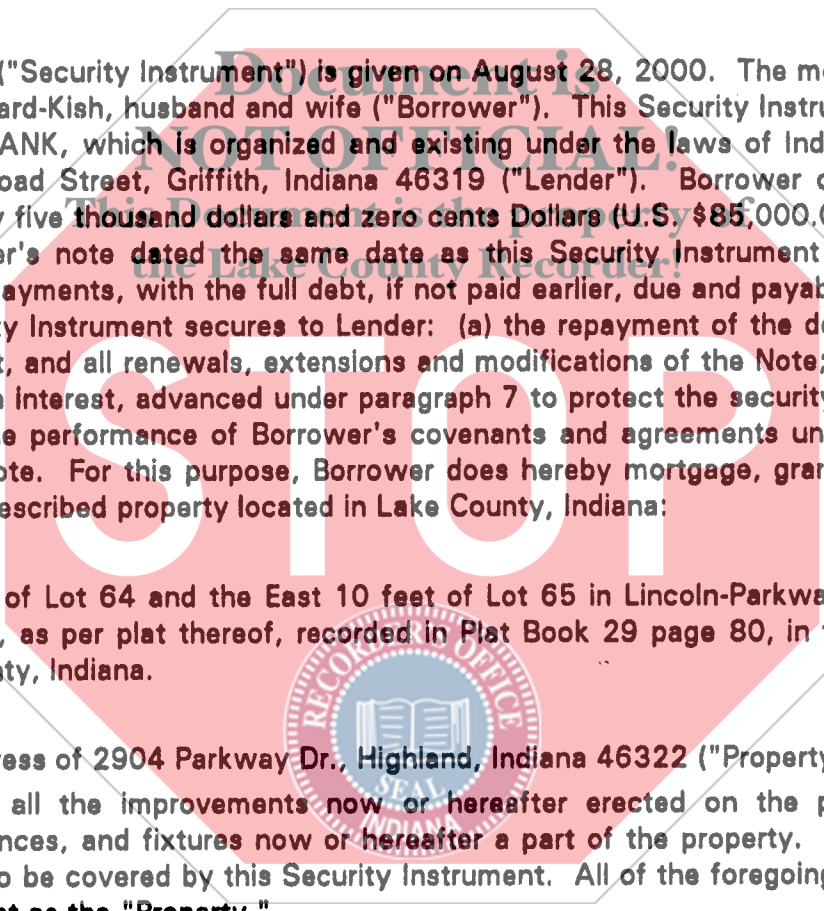 Document is
("Security Instrument") is given on August 28, 2000. The
ard-Kish, husband and wife ("Borrower"). This Security Instru
NOT OFFICIAL!
ANK, which is organized and existing under the laws of Ind
oad Street, Griffith, Indiana 46319 ("Lender"). Borrower
This Document is the property of
y five thousand dollars and zero cents Dollars (U.S. $85,000.
er's note dated the same date as this Security Instrument
the Lake County Recorder!
ayments, with the full debt, if not paid earlier, due and payab
ty Instrument secures to Lender: (a) the repayment of the
, and all renewals, extensions and modifications of the Note;
interest, advanced under paragraph 7 to protect the security
e performance of Borrower's covenants and agreements un
ote. For this purpose, Borrower does hereby mortgage, gran
escribed property located in Lake County, Indiana:
STOP
of Lot 64 and the East 10 feet of Lot 65 in Lincoln-Parkwa
, as per plat thereof, recorded in Plat Book 29 page 80, in
nty, Indiana.
RECORDER'S OFFICE
SEAL
INDIANA
ress of 2904 Parkway Dr., Highland, Indiana 46322 ("Property
all the improvements now or hereafter erected on the
nces, and fixtures now or hereafter a part of the property.
o be covered by this Security Instrument. All of the foregoing
nt as the "Property."